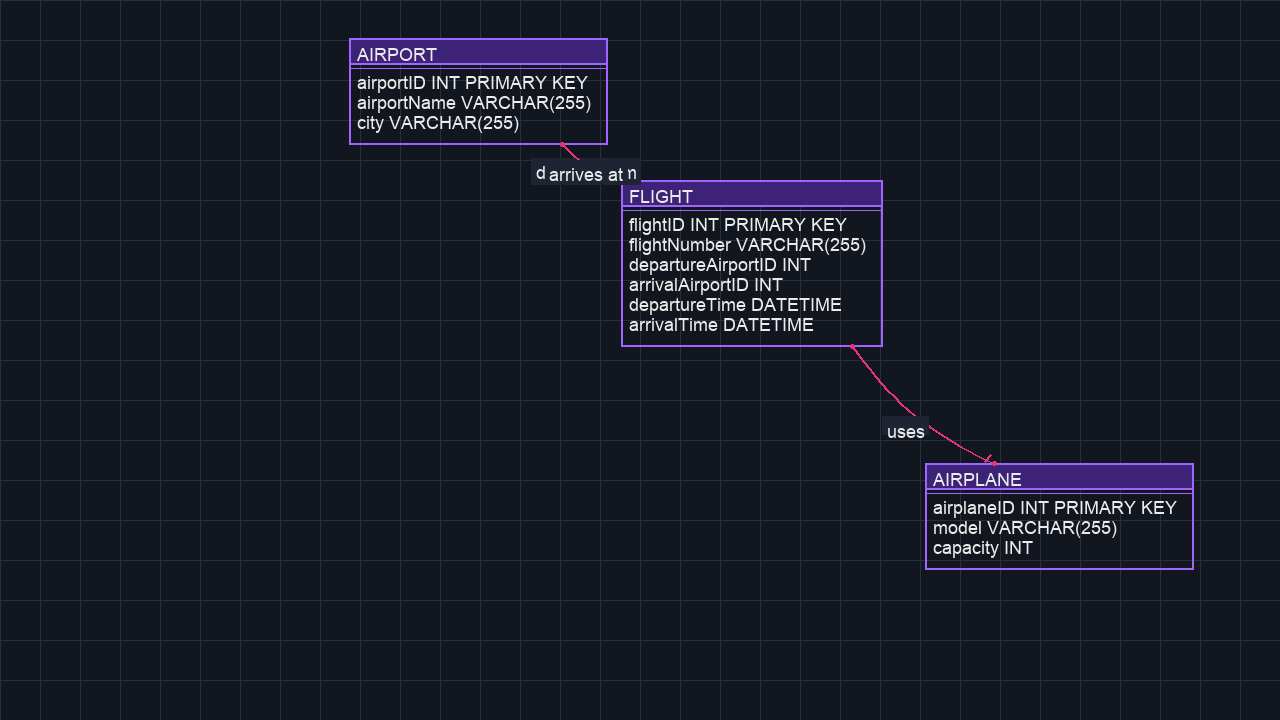 AIRPORT
airportID INT PRIMARY KEY
airportName VARCHAR(255)
city VARCHAR(255)
arrives at
FLIGHT
flightID INT PRIMARY KEY
flightNumber VARCHAR(255)
departureAirportID INT
arrivalAirportID INT
departureTime DATETIME
arrivalTime DATETIME
uses
AIRPLANE
airplaneID INT PRIMARY KEY
model VARCHAR(255)
capacity INT